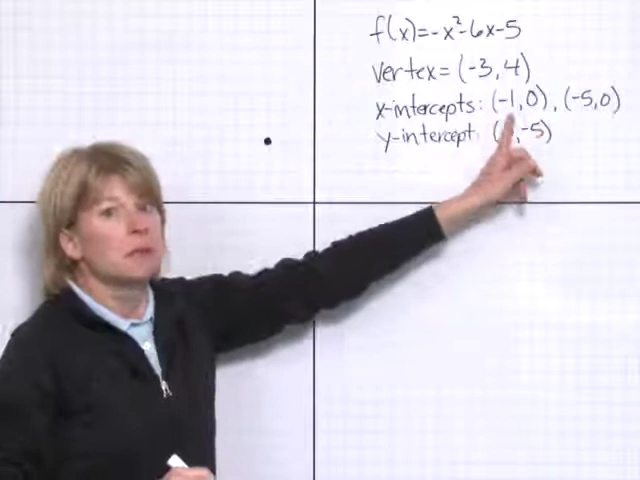 f(x)=-x²-6x-5
vertex=(-3,4)
x-intercepts: (-1,0), (-5,0)
y-intercept: ( ,-5)